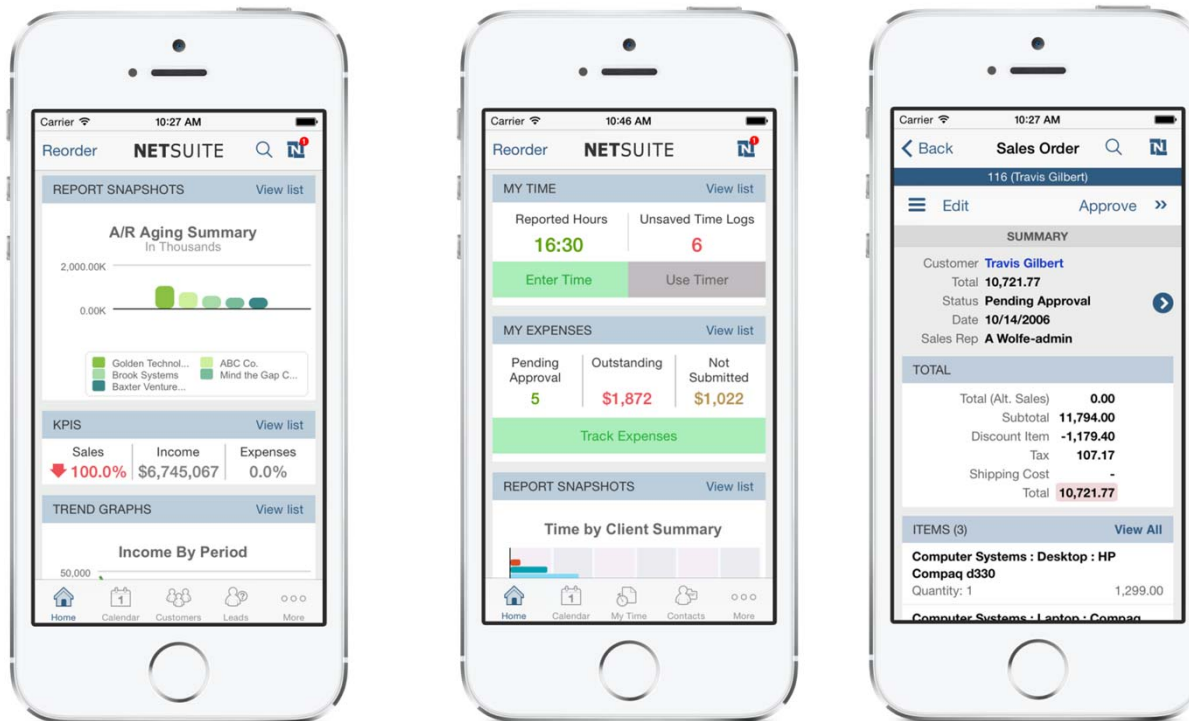 Carrier 10:27 AM
Reorder NETSUITE N 1
REPORT SNAPSHOTS View list
A/R Aging Summary
In Thousands
2,000.00K
0.00K
Golden Technol... ABC Co.
Brook Systems Mind the Gap C...
Baxter Venture...
KPIS View list
Sales Income Expenses
100.0% $6,745,067 0.0%
TREND GRAPHS View list
Income By Period
50,000
1
Home Calendar Customers Leads More
Carrier 10:46 AM
Reorder NETSUITE N 1
MY TIME View list
Reported Hours Unsaved Time Logs
16:30 6
Enter Time Use Timer
MY EXPENSES View list
Pending Outstanding Not
Approval Submitted
5 $1,872 $1,022
Track Expenses
REPORT SNAPSHOTS View list
Time by Client Summary
1
Home Calendar My Time Contacts More
Carrier 10:27 AM
Back Sales Order N
116 (Travis Gilbert)
Edit Approve »
SUMMARY
Customer Travis Gilbert
Total 10,721.77
Status Pending Approval
Date 10/14/2006
Sales Rep A Wolfe-admin
TOTAL
Total (Alt. Sales) 0.00
Subtotal 11,794.00
Discount Item -1,179.40
Tax 107.17
Shipping Cost -
Total 10,721.77
ITEMS (3) View All
Computer Systems : Desktop : HP
Compaq d330
Quantity: 1 1,299.00
Computer Systems : Laptop : Compaq